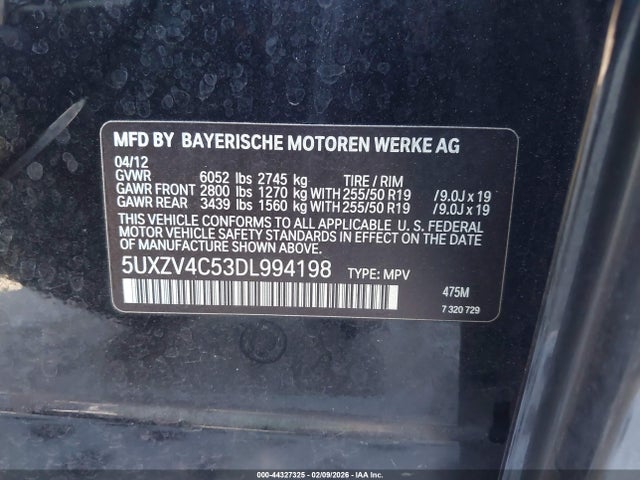 MFD BY BAYERISCHE MOTOREN WERKE AG
04/12
GVWR 6052 lbs 2745 kg TIRE / RIM
GAWR FRONT 2800 lbs 1270 kg WITH 255/50 R19 /9.0J x 19
GAWR REAR 3439 lbs 1560 kg WITH 255/50 R19 /9.0J x 19
THIS VEHICLE CONFORMS TO ALL APPLICABLE U. S. FEDERAL
MOTOR VEHICLE SAFETY STANDARDS IN EFFECT ON THE
DATE OF MANUFACTURE SHOWN ABOVE.
5UXZV4C53DL994198 TYPE: MPV
475M
7 320 729
000-44327325 - 02/09/2026 - IAA Inc.